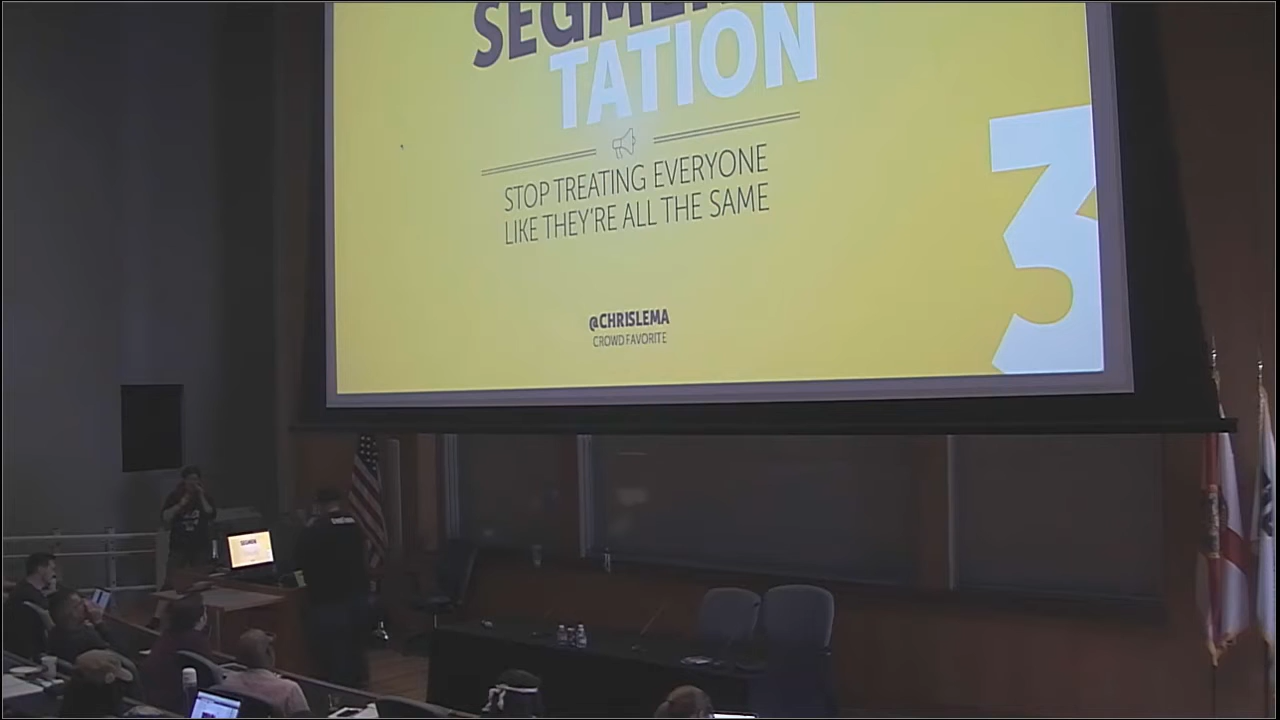 SEGMEN
TATION
STOP TREATING EVERYONE
LIKE THEY'RE ALL THE SAME
3
@CHRISLEMA
CROWD FAVORITE